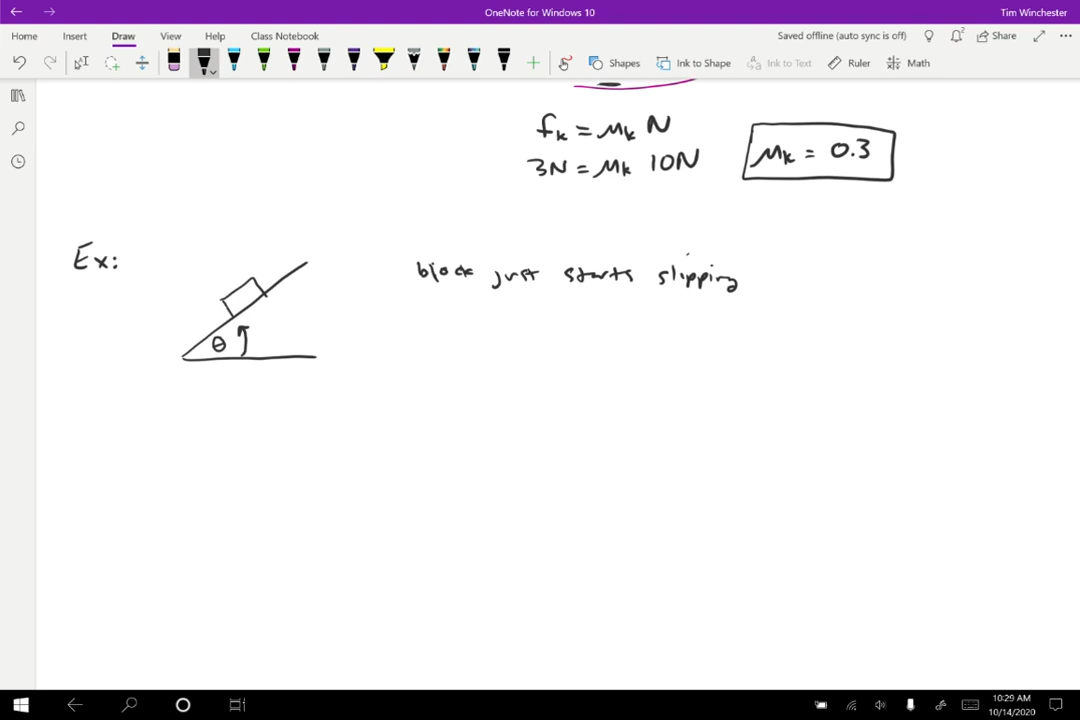 OneNote for Windows 10
Tim Winchester
Home Insert Draw View Help Class Notebook
Saved offline (auto sync is off) Share
Shapes Ink to Shape Ink to Text Ruler Math
fk = μk N
3N = μk 10N
μk = 0.3
Ex:
block just starts slipping
θ
10:29 AM
10/14/2020